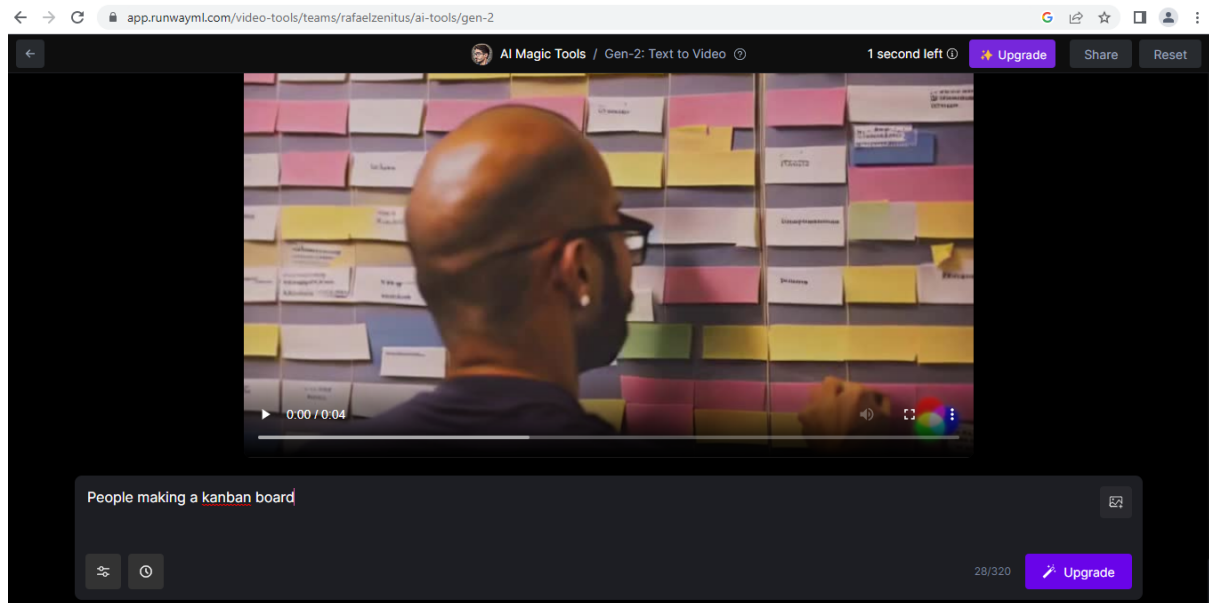 app.runwayml.com/video-tools/teams/rafaelzenitus/ai-tools/gen-2
AI Magic Tools / Gen-2: Text to Video
1 second left
Upgrade
Share
Reset
0:00 / 0:04
People making a kanban board
28/320
Upgrade